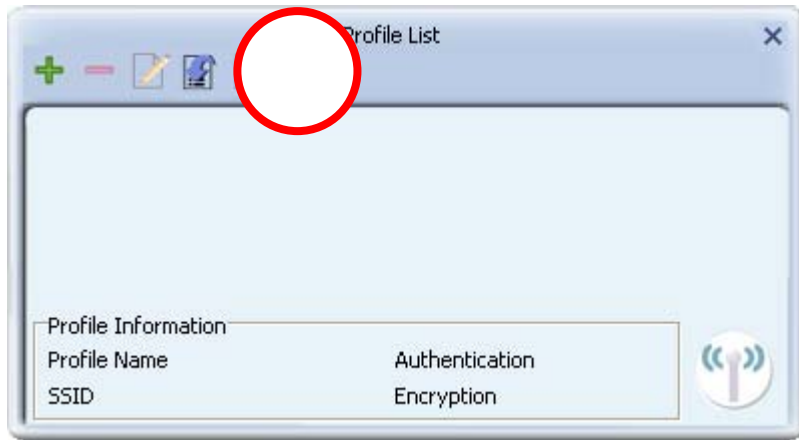 Profile List
Profile Information
Profile Name
Authentication
SSID
Encryption